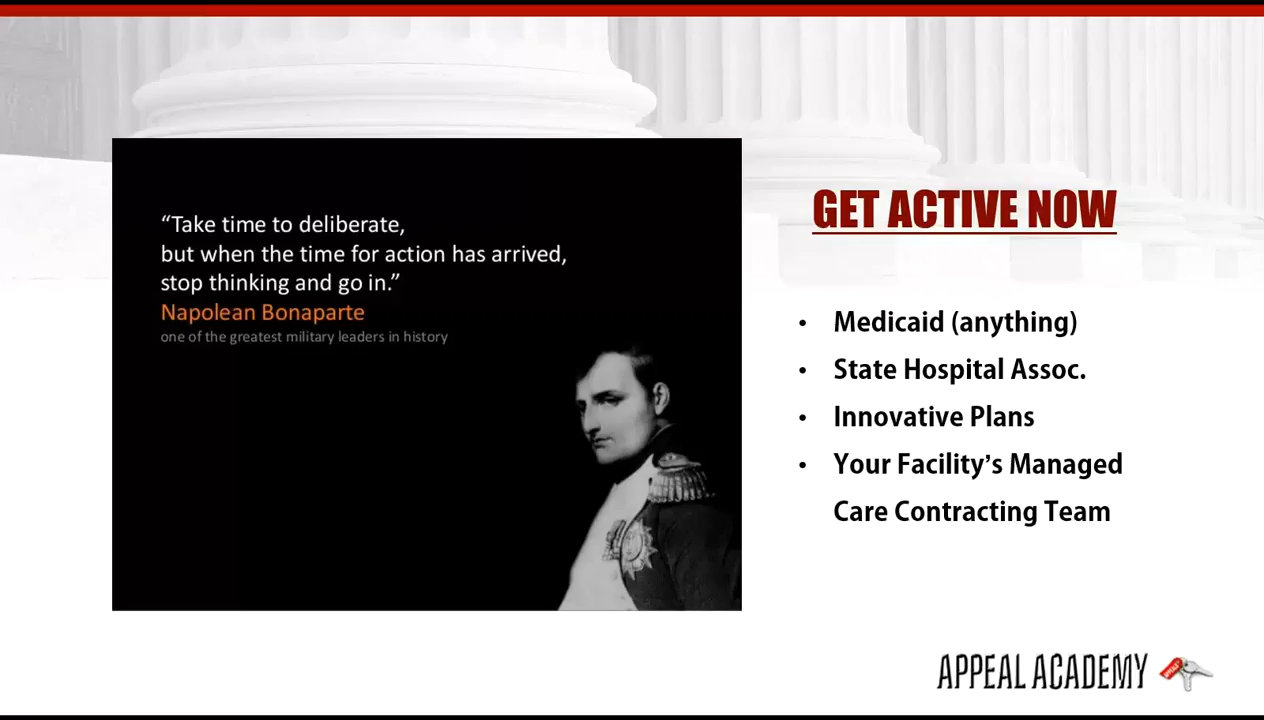 “Take time to deliberate,
but when the time for action has arrived,
stop thinking and go in.”
Napolean Bonaparte
one of the greatest military leaders in history
GET ACTIVE NOW
• Medicaid (anything)
• State Hospital Assoc.
• Innovative Plans
• Your Facility’s Managed
Care Contracting Team
APPEAL ACADEMY